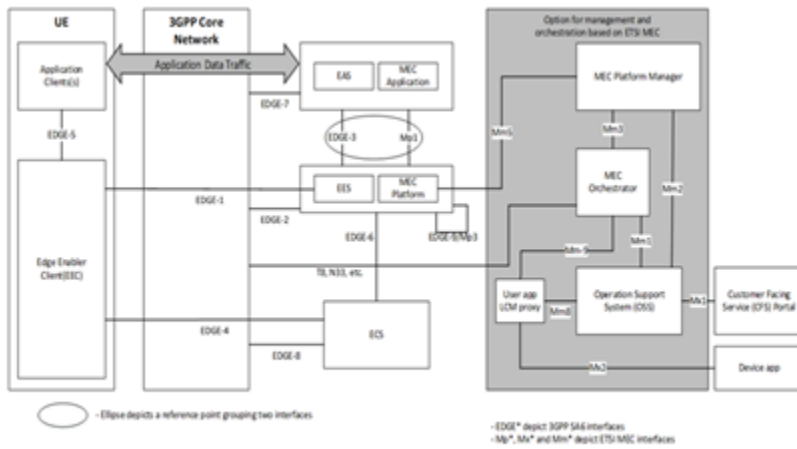 UE
3GPP Core
Network
Option for management and
orchestration based on ETSI MEC
Application
Clients(s)
Application Data Traffic
EAS
MEC
Application
MEC Platform Manager
EDGE-7
EDGE-5
EDGE-3
Mp1
Mm5
Mm3
EES
MEC
Platform
MEC
Orchestrator
Mm2
EDGE-1
EDGE-2
EDGE-6
EDGE-9/Mp3
Mm-9
Mm1
Edge Enabler
Client(EEC)
T8, N33, etc.
User app
LCM proxy
Mm8
Operation Support
System (OSS)
Mx1
Customer Facing
Service (CFS) Portal
EDGE-4
ECS
EDGE-8
Mx2
Device app
- Ellipse depicts a reference point grouping two interfaces
- EDGE* depict 3GPP SA6 interfaces
- Mp*, Mx* and Mm* depict ETSI MEC interfaces